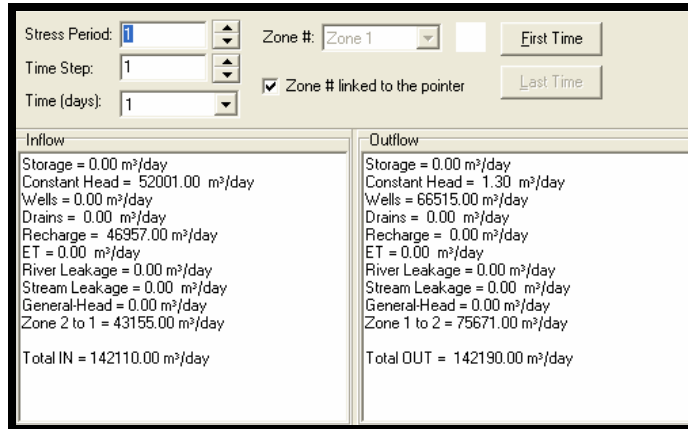 Stress Period: 1
Zone #: Zone 1
First Time
Time Step: 1
Zone # linked to the pointer
Last Time
Time (days): 1
Inflow
Storage = 0.00 m³/day
Constant Head = 52001.00 m³/day
Wells = 0.00 m³/day
Drains = 0.00 m³/day
Recharge = 46957.00 m³/day
ET = 0.00 m³/day
River Leakage = 0.00 m³/day
Stream Leakage = 0.00 m³/day
General-Head = 0.00 m³/day
Zone 2 to 1 = 43155.00 m³/day
Total IN = 142110.00 m³/day
Outflow
Storage = 0.00 m³/day
Constant Head = 1.30 m³/day
Wells = 66515.00 m³/day
Drains = 0.00 m³/day
Recharge = 0.00 m³/day
ET = 0.00 m³/day
River Leakage = 0.00 m³/day
Stream Leakage = 0.00 m³/day
General-Head = 0.00 m³/day
Zone 1 to 2 = 75671.00 m³/day
Total OUT = 142190.00 m³/day